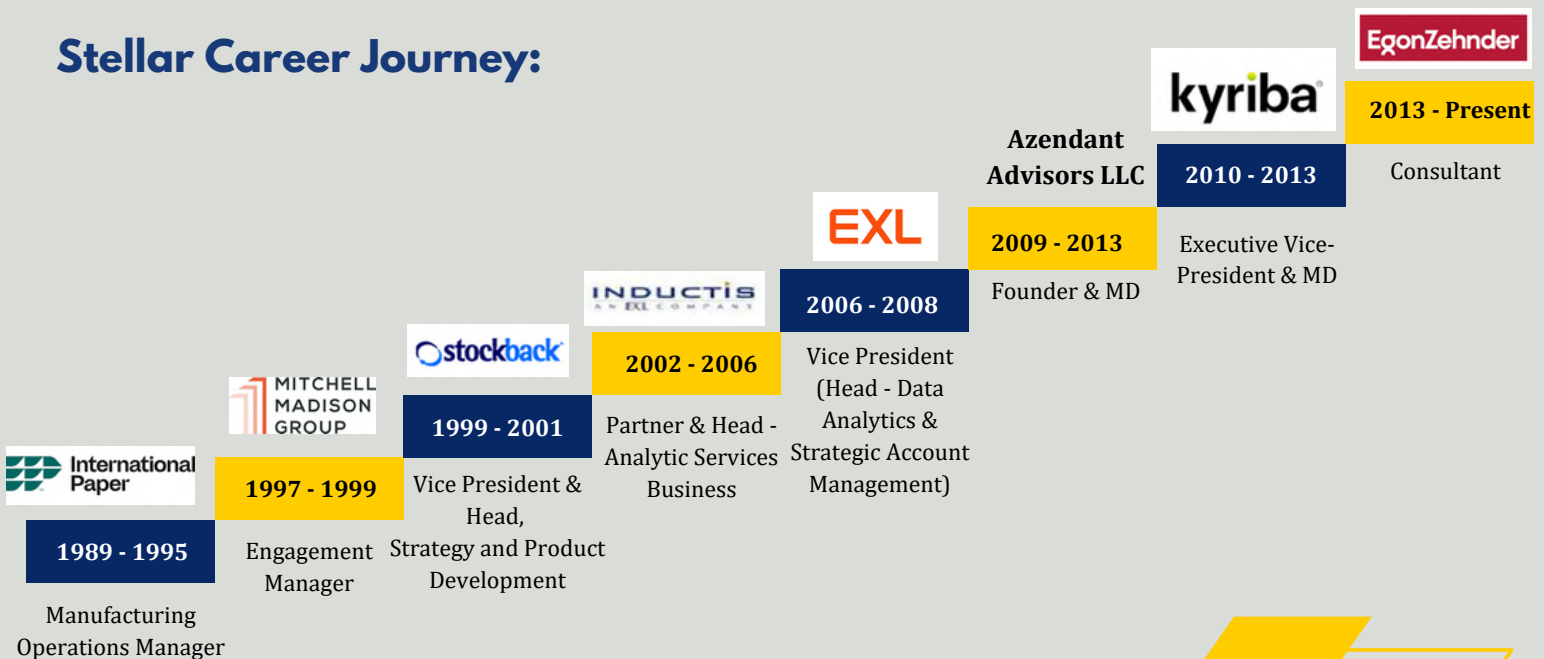 Stellar Career Journey:
International
Paper
1989 - 1995
Manufacturing
Operations Manager
MITCHELL
MADISON
GROUP
1997 - 1999
Engagement
Manager
stockback
1999 - 2001
Vice President &
Head,
Strategy and Product
Development
INDUCTIS
AN EXL COMPANY
2002 - 2006
Partner & Head -
Analytic Services
Business
EXL
2006 - 2008
Vice President
(Head - Data
Analytics &
Strategic Account
Management)
Azendant
Advisors LLC
2009 - 2013
Founder & MD
kyriba
2010 - 2013
Executive Vice-
President & MD
EgonZehnder
2013 - Present
Consultant